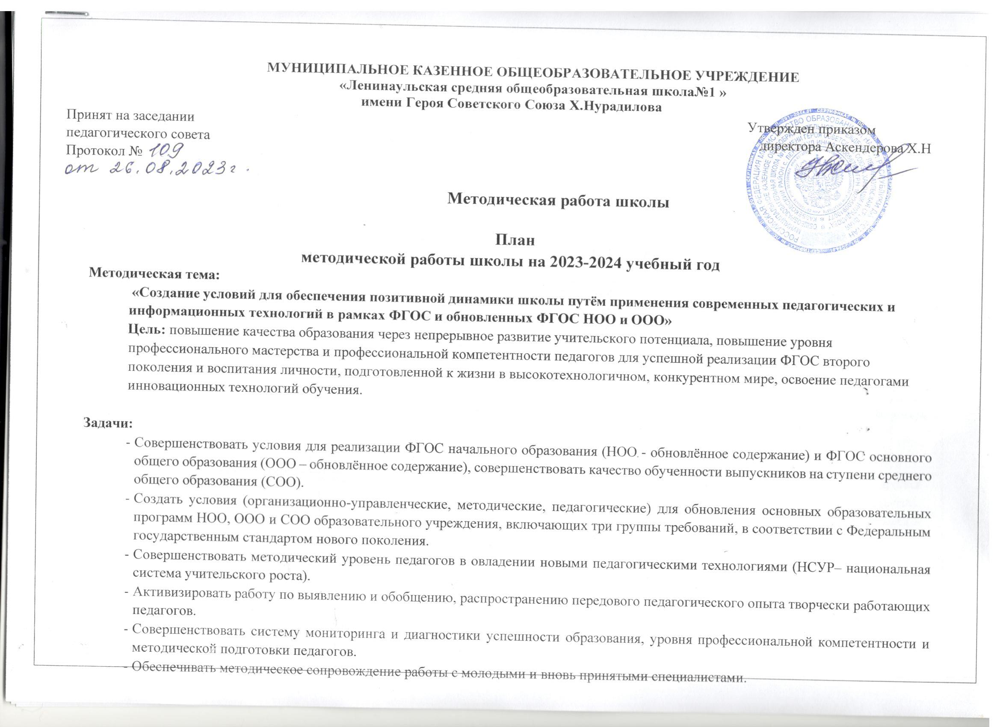 МУНИЦИПАЛЬНОЕ КАЗЕННОЕ ОБЩЕОБРАЗОВАТЕЛЬНОЕ УЧРЕЖДЕНИЕ
«Ленинаульская средняя общеобразовательная школа№1 »
имени Героя Советского Союза Х.Нурадилова
Принят на заседании
педагогического совета
Протокол № 109
от 26.08.2023г.
Утвержден приказом
директора Аскендерова Х.Н
Методическая работа школы
План
методической работы школы на 2023-2024 учебный год
Методическая тема:
«Создание условий для обеспечения позитивной динамики школы путём применения современных педагогических и
информационных технологий в рамках ФГОС и обновленных ФГОС НОО и ООО»
Цель: повышение качества образования через непрерывное развитие учительского потенциала, повышение уровня
профессионального мастерства и профессиональной компетентности педагогов для успешной реализации ФГОС второго
поколения и воспитания личности, подготовленной к жизни в высокотехнологичном, конкурентном мире, освоение педагогами
инновационных технологий обучения.
Задачи:
- Совершенствовать условия для реализации ФГОС начального образования (НОО - обновлённое содержание) и ФГОС основного
общего образования (ООО – обновлённое содержание), совершенствовать качество обученности выпускников на ступени среднего
общего образования (СОО).
- Создать условия (организационно-управленческие, методические, педагогические) для обновления основных образовательных
программ НОО, ООО и СОО образовательного учреждения, включающих три группы требований, в соответствии с Федеральным
государственным стандартом нового поколения.
- Совершенствовать методический уровень педагогов в овладении новыми педагогическими технологиями (НСУР– национальная
система учительского роста).
- Активизировать работу по выявлению и обобщению, распространению передового педагогического опыта творчески работающих
педагогов.
- Совершенствовать систему мониторинга и диагностики успешности образования, уровня профессиональной компетентности и
методической подготовки педагогов.
- Обеспечивать методическое сопровождение работы с молодыми и вновь принятыми специалистами.